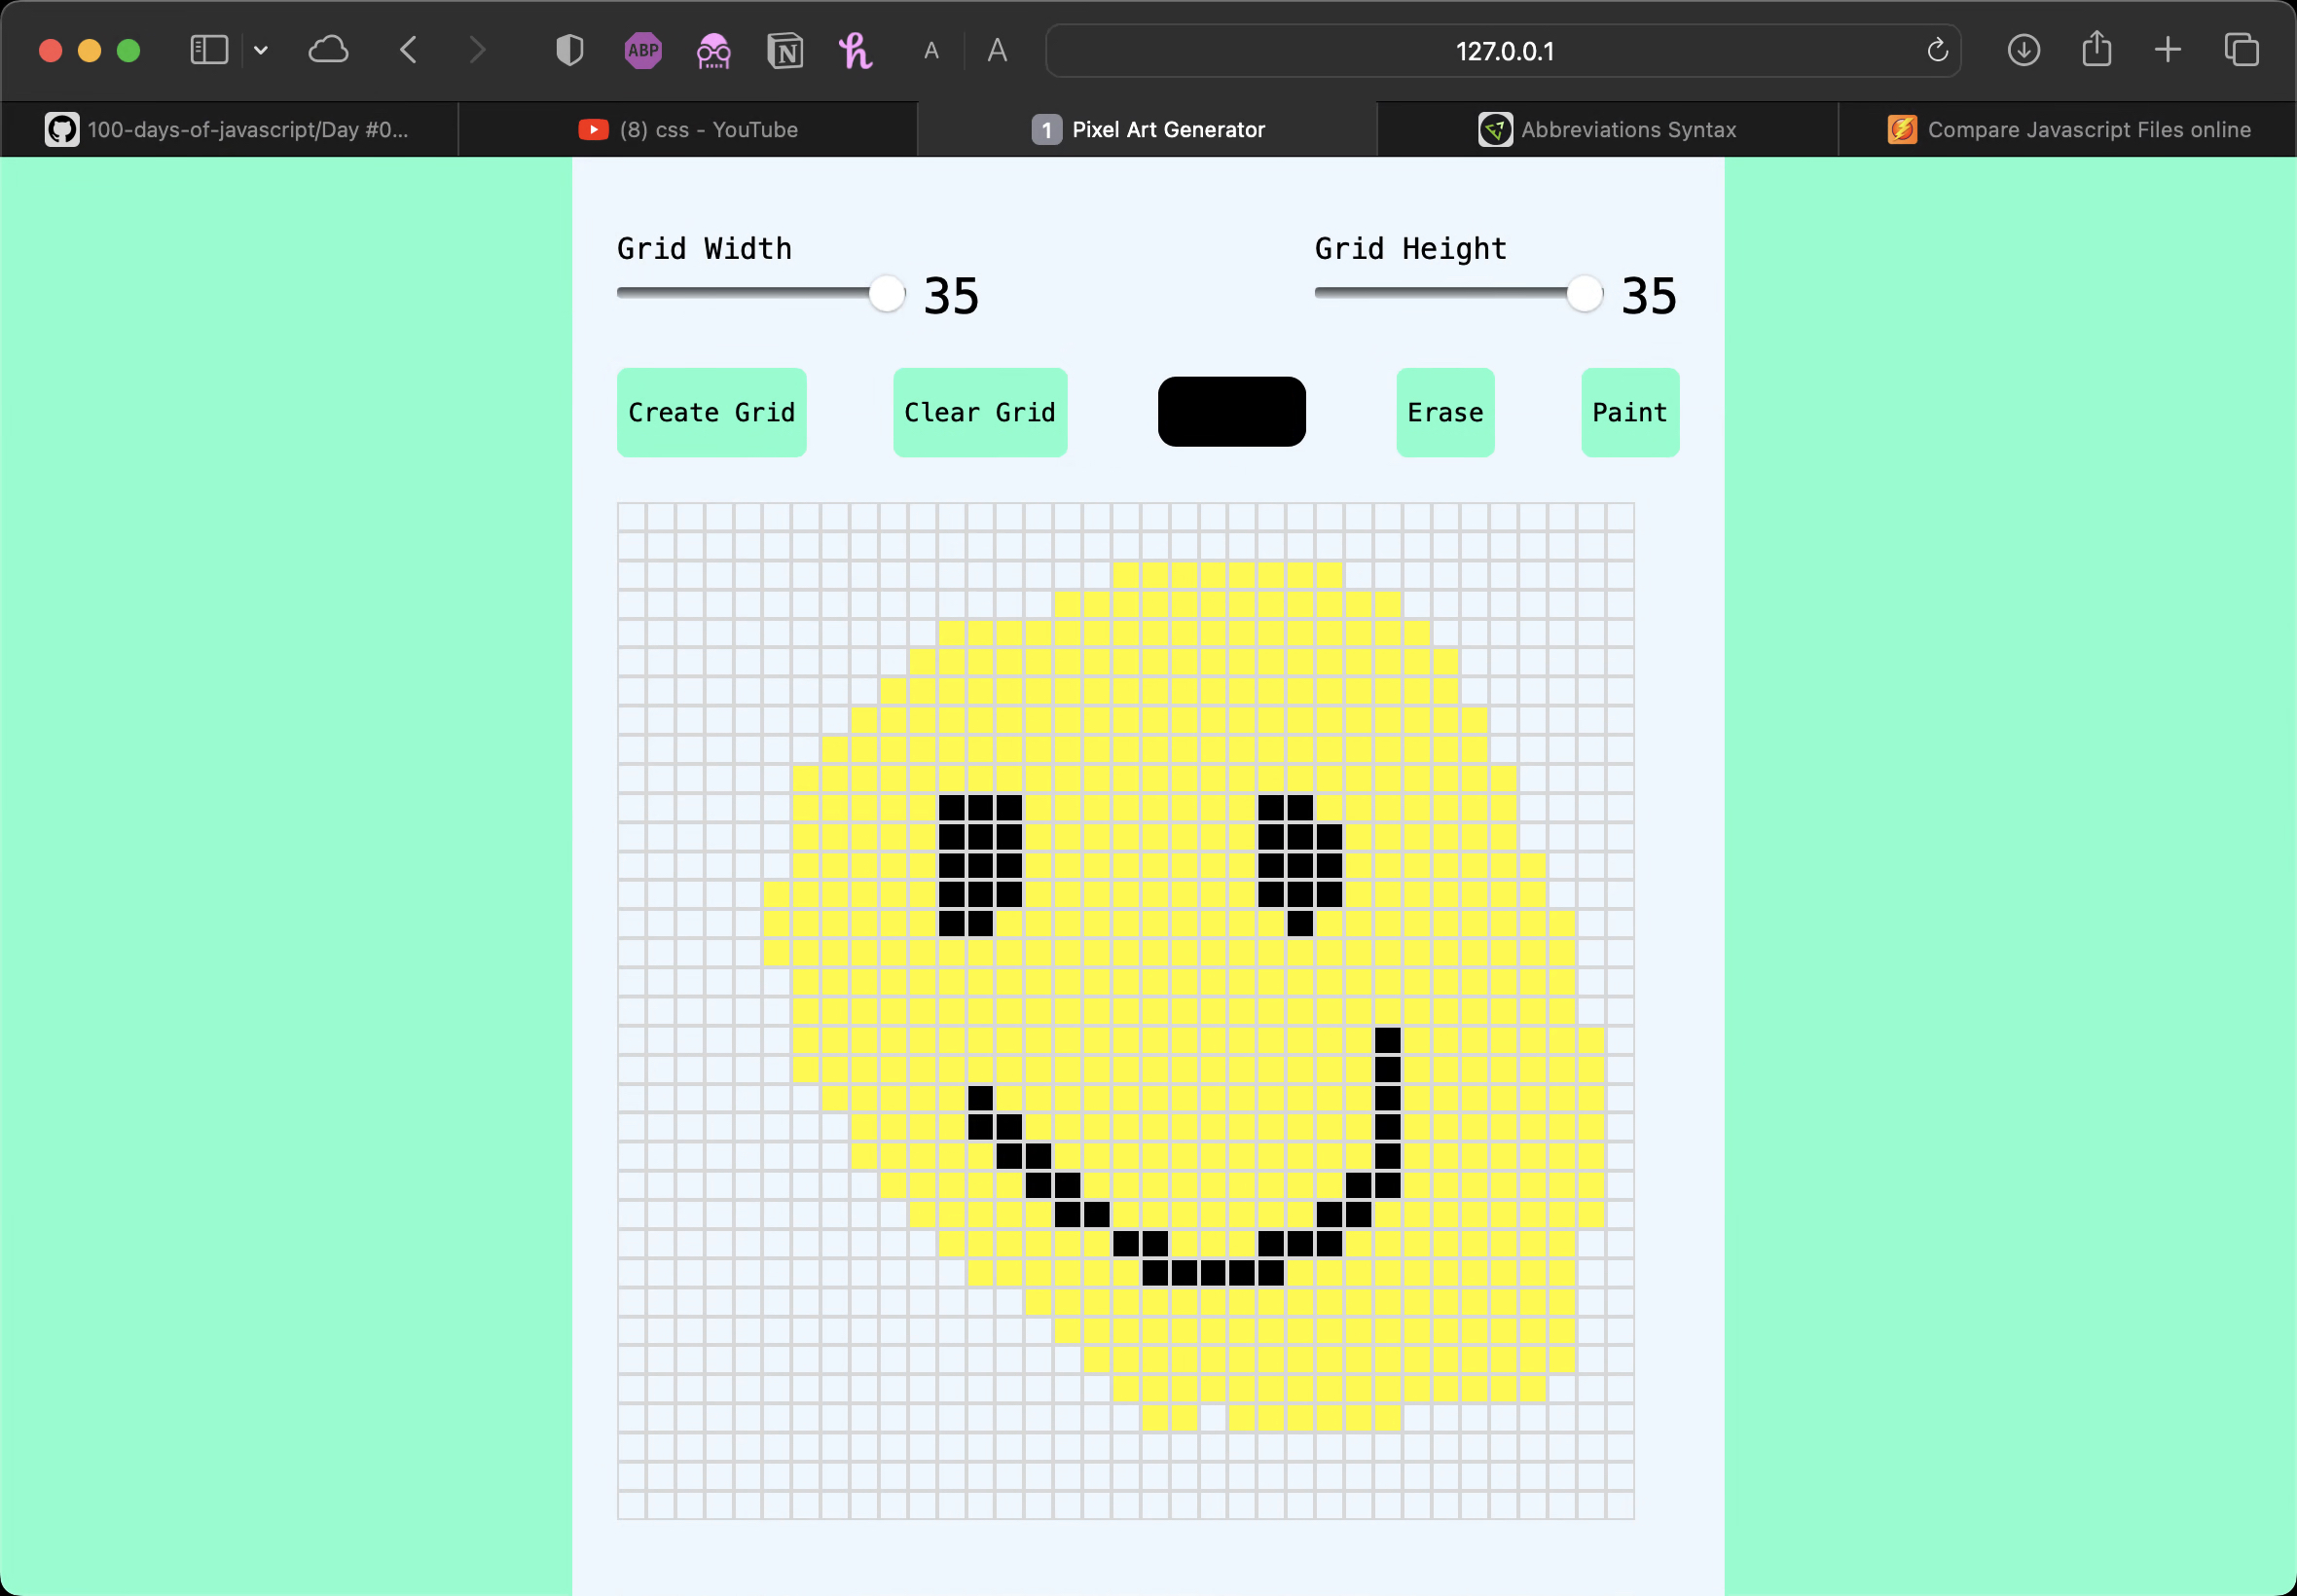 ABP
A
A
127.0.0.1
100-days-of-javascript/Day #0...
(8) css - YouTube
1 Pixel Art Generator
Abbreviations Syntax
Compare Javascript Files online
Grid Width
35
Grid Height
35
Create Grid
Clear Grid
Erase
Paint